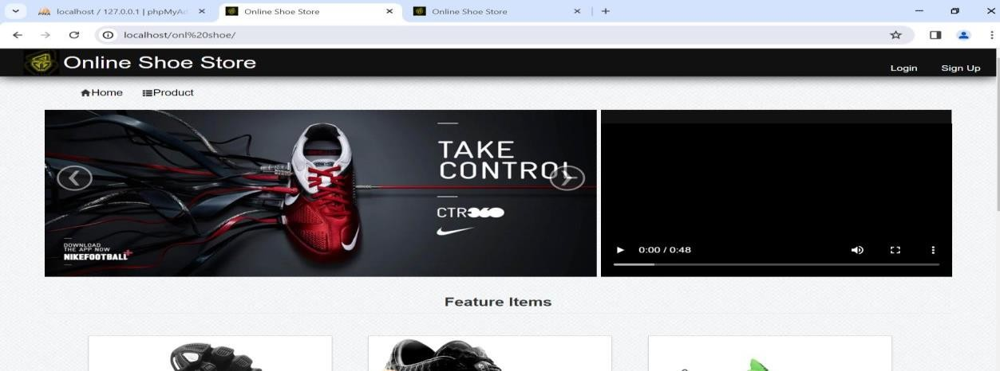 localhost / 127.0.0.1 | phpMyAd
Online Shoe Store
Online Shoe Store
localhost/onl%20shoe/
Online Shoe Store
Login
Sign Up
Home
Product
TAKE
CONTROL
CTR360
DOWNLOAD
THE APP NOW
NIKEFOOTBALL+
0:00 / 0:48
Feature Items